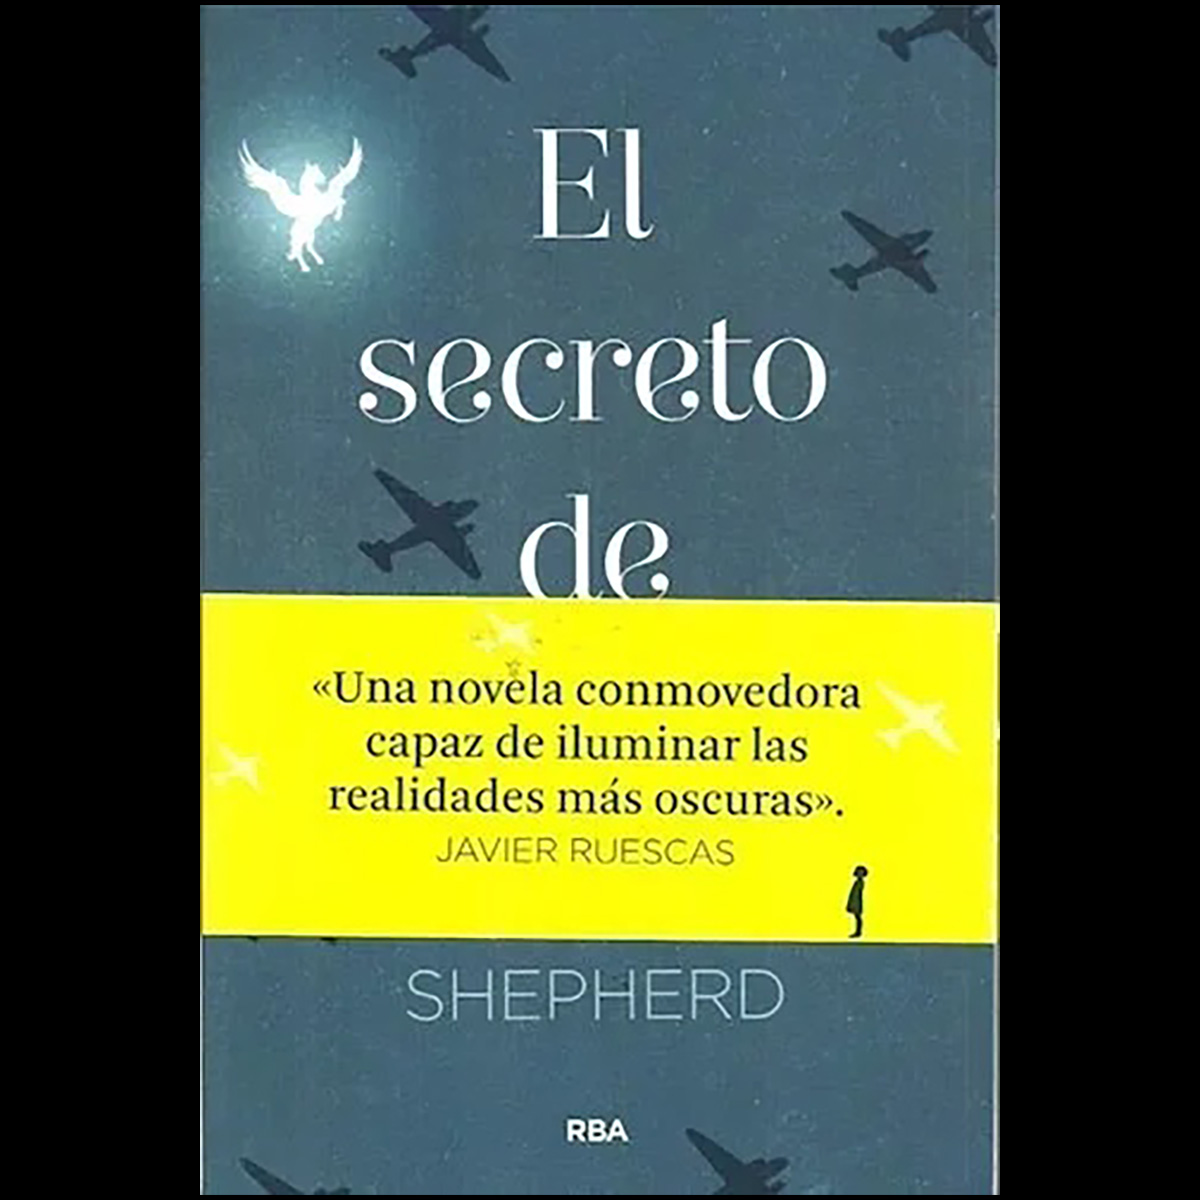 El
secreto
de
«Una novela conmovedora
capaz de iluminar las
realidades más oscuras».
JAVIER RUESCAS
SHEPHERD
RBA